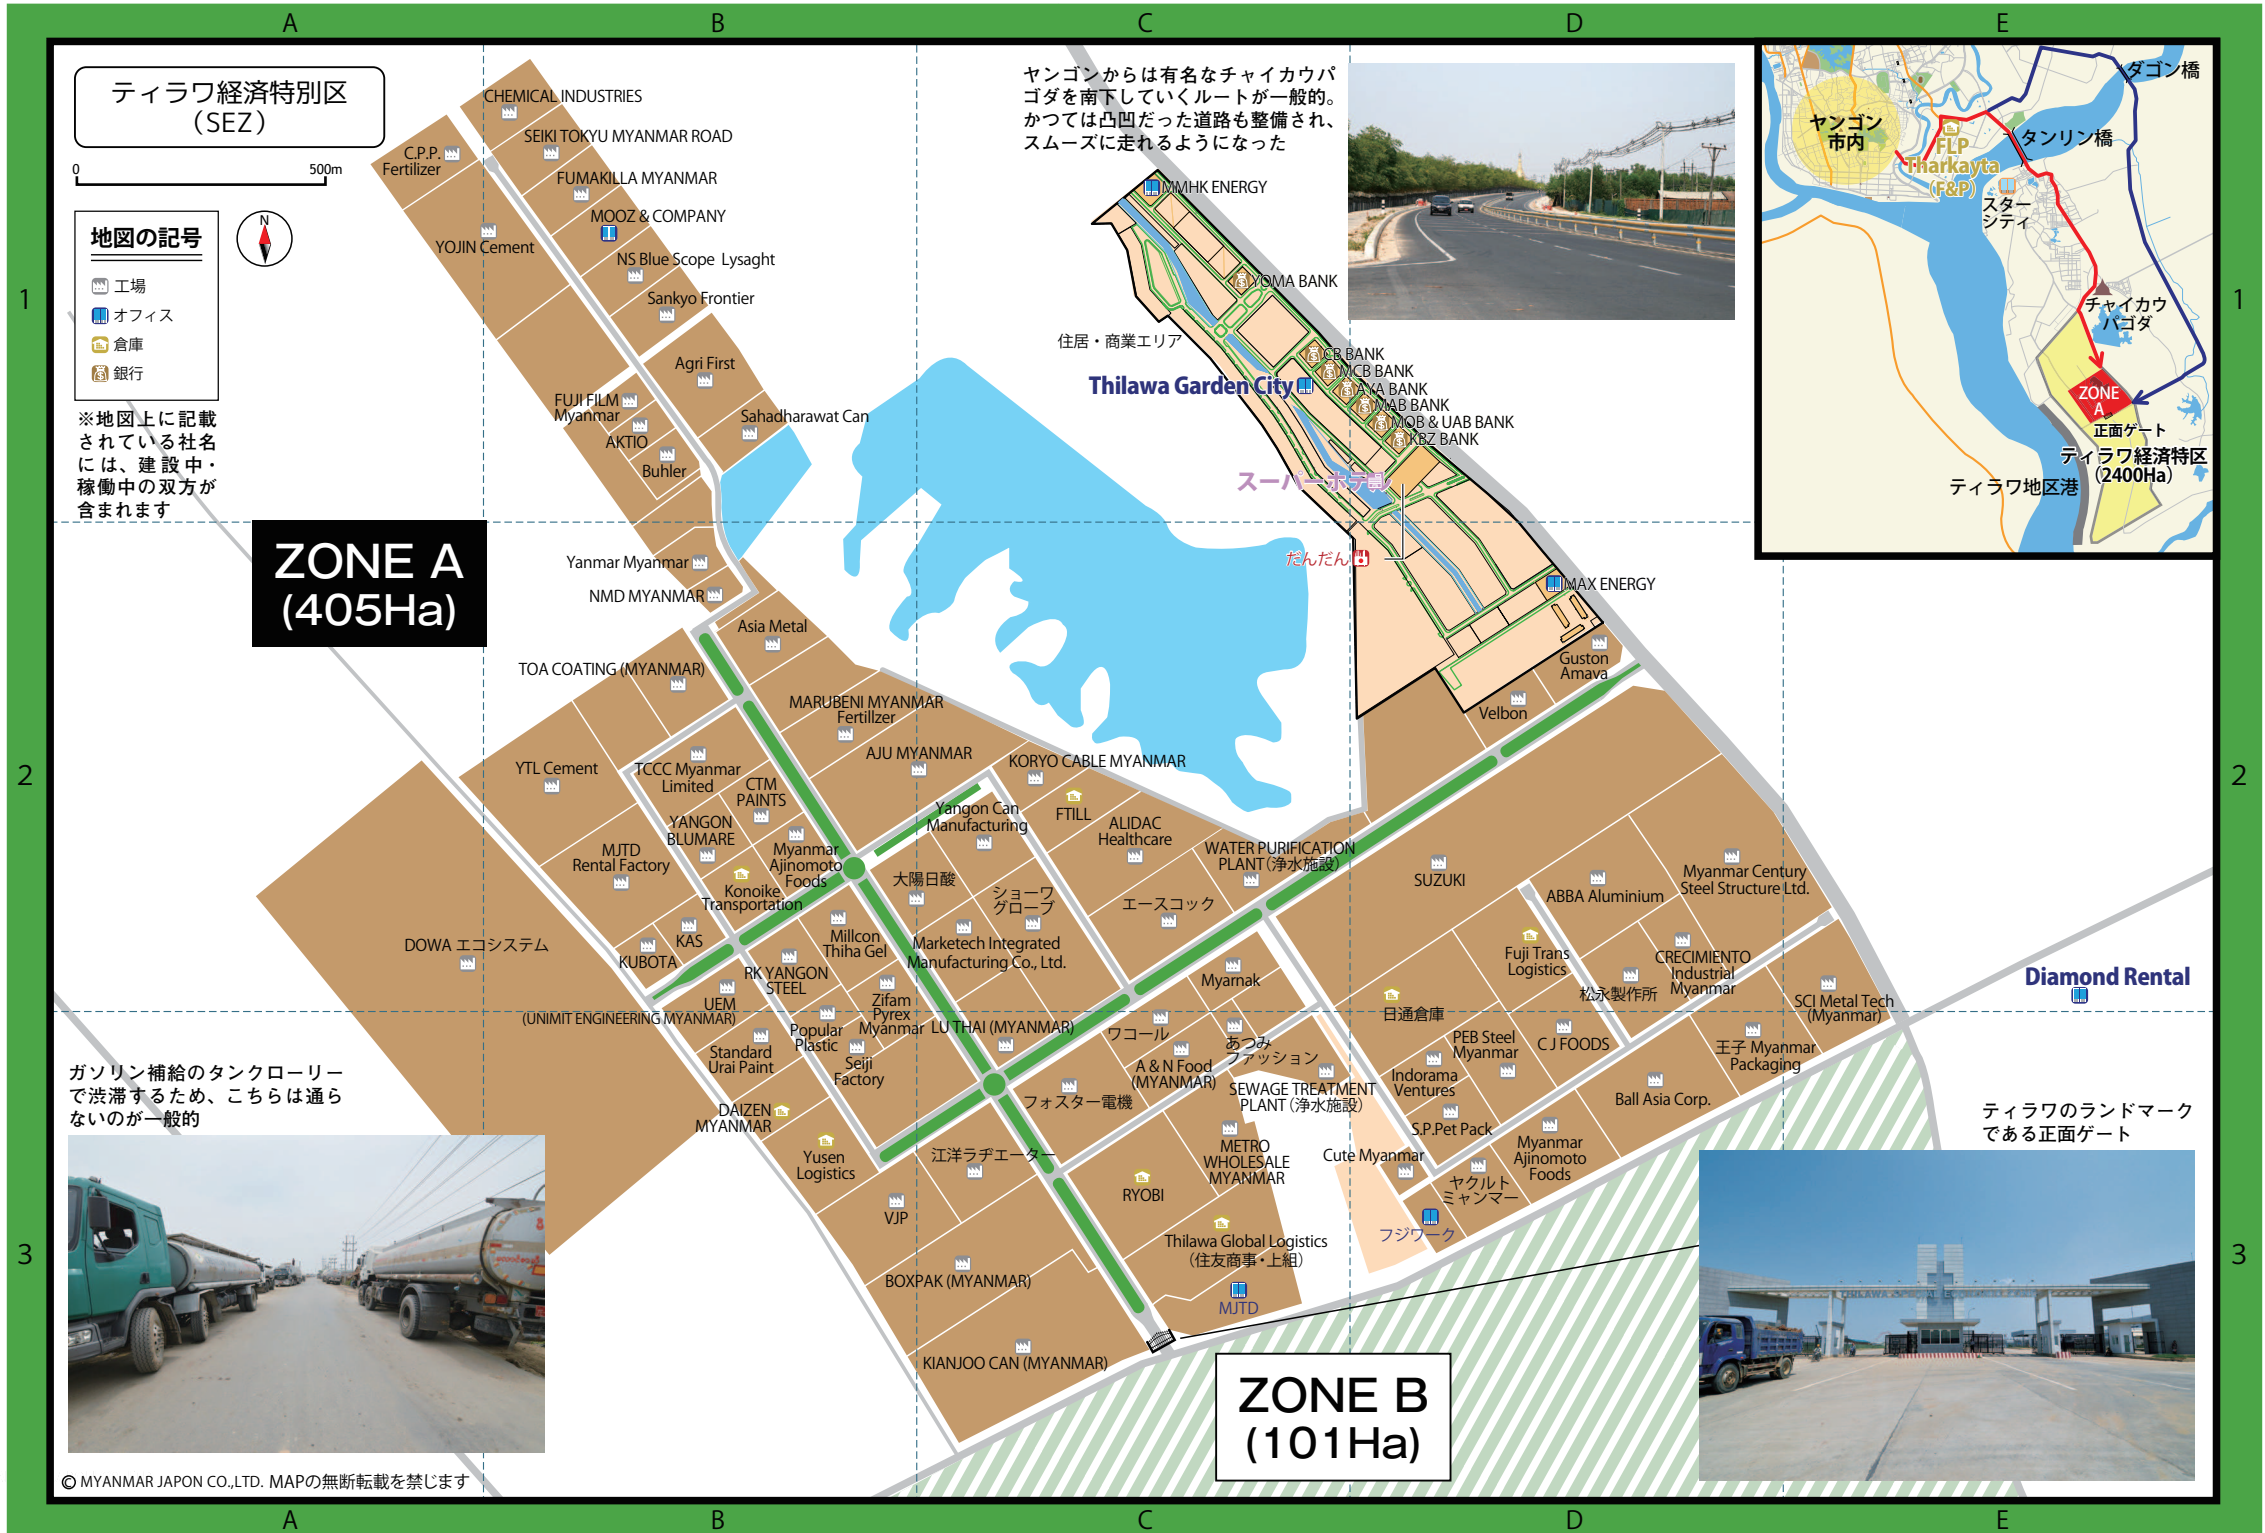 A
B
C
D
E
ティラワ経済特別区
(SEZ)
0
500m
地図の記号
N
工場
オフィス
倉庫
銀行
※地図上に記載
されている社名
には、建設中・
稼働中の双方が
含まれます
1
1
CHEMICAL INDUSTRIES
SEIKI TOKYU MYANMAR ROAD
C.P.P.
Fertilizer
FUMAKILLA MYANMAR
MOOZ & COMPANY
YOJIN Cement
NS Blue Scope Lysaght
Sankyo Frontier
Agri First
FUJI FILM
Myanmar
AKTIO
Sahadharawat Can
Buhler
ヤンゴンからは有名なチャイカウパ
ゴダを南下していくルートが一般的。
かつては凸凹だった道路も整備され、
スムーズに走れるようになった
MMHK ENERGY
YOMA BANK
住居・商業エリア
CB BANK
MCB BANK
Thilawa Garden City
AYA BANK
MAB BANK
MOB & UAB BANK
KBZ BANK
スーパーホテル
だんだん
MAX ENERGY
ダゴン橋
ヤンゴン
市内
タンリン橋
FLP
Tharkayta
(F&P)
スター
シティ
チャイカウ
パゴダ
ZONE
A
正面ゲート
ティラワ経済特区
(2400Ha)
ティラワ地区港
ZONE A
(405Ha)
Yanmar Myanmar
NMD MYANMAR
Asia Metal
TOA COATING (MYANMAR)
MARUBENI MYANMAR
Fertillzer
AJU MYANMAR
KORYO CABLE MYANMAR
Guston
Amava
Velbon
2
2
YTL Cement
TCCC Myanmar
Limited
CTM
PAINTS
YANGON
BLUMARE
Yangon Can
Manufacturing
FTILL
ALIDAC
Healthcare
MJTD
Rental Factory
Myanmar
Ajinomoto
Foods
Konoike
Transportation
大陽日酸
ショーワ
グローブ
WATER PURIFICATION
PLANT(浄水施設)
エースコック
SUZUKI
ABBA Aluminium
Myanmar Century
Steel Structure Ltd.
DOWA エコシステム
KAS
KUBOTA
Millcon
Thiha Gel
Marketech Integrated
Manufacturing Co., Ltd.
RK YANGON
STEEL
Myarnak
Fuji Trans
Logistics
CRECIMIENTO
Industrial
Myanmar
松永製作所
SCI Metal Tech
(Myanmar)
Diamond Rental
UEM
(UNIMIT ENGINEERING MYANMAR)
Zifam
Pyrex
Myanmar
LU THAI (MYANMAR)
Popular
Plastic
Standard
Urai Paint
Seiji
Factory
ワコール
あつみ
ファッション
A & N Food
(MYANMAR)
日通倉庫
PEB Steel
Myanmar
C J FOODS
王子 Myanmar
Packaging
Indorama
Ventures
SEWAGE TREATMENT
PLANT(浄水施設)
フォスター電機
Ball Asia Corp.
DAIZEN
MYANMAR
S.P.Pet Pack
Myanmar
Ajinomoto
Foods
METRO
WHOLESALE
MYANMAR
Cute Myanmar
Yusen
Logistics
江洋ラヂエーター
ヤクルト
ミャンマー
RYOBI
VJP
フジワーク
Thilawa Global Logistics
(住友商事・上組)
MJTD
BOXPAK (MYANMAR)
KIANJOO CAN (MYANMAR)
3
3
ガソリン補給のタンクローリー
で渋滞するため、こちらは通ら
ないのが一般的
ティラワのランドマーク
である正面ゲート
ZONE B
(101Ha)
© MYANMAR JAPON CO.,LTD. MAPの無断転載を禁じます
A
B
C
D
E